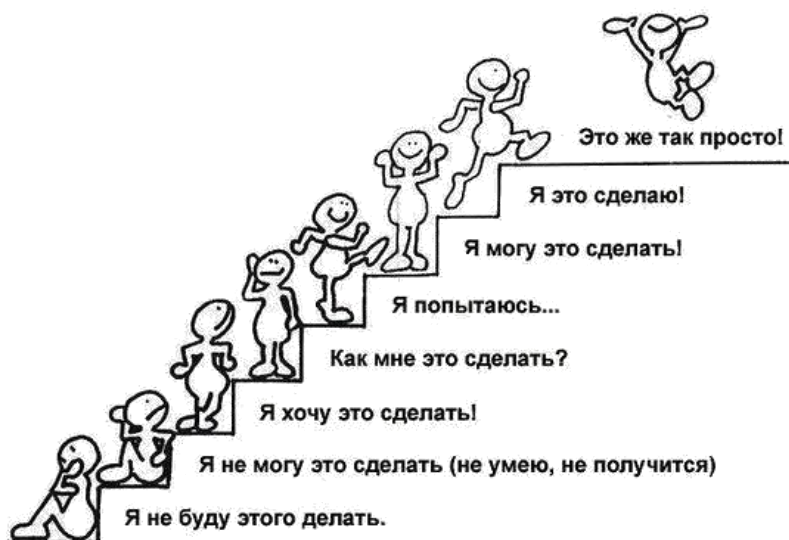 Это же так просто!
Я это сделаю!
Я могу это сделать!
Я попытаюсь...
Как мне это сделать?
Я хочу это сделать!
Я не могу это сделать (не умею, не получится)
Я не буду этого делать.